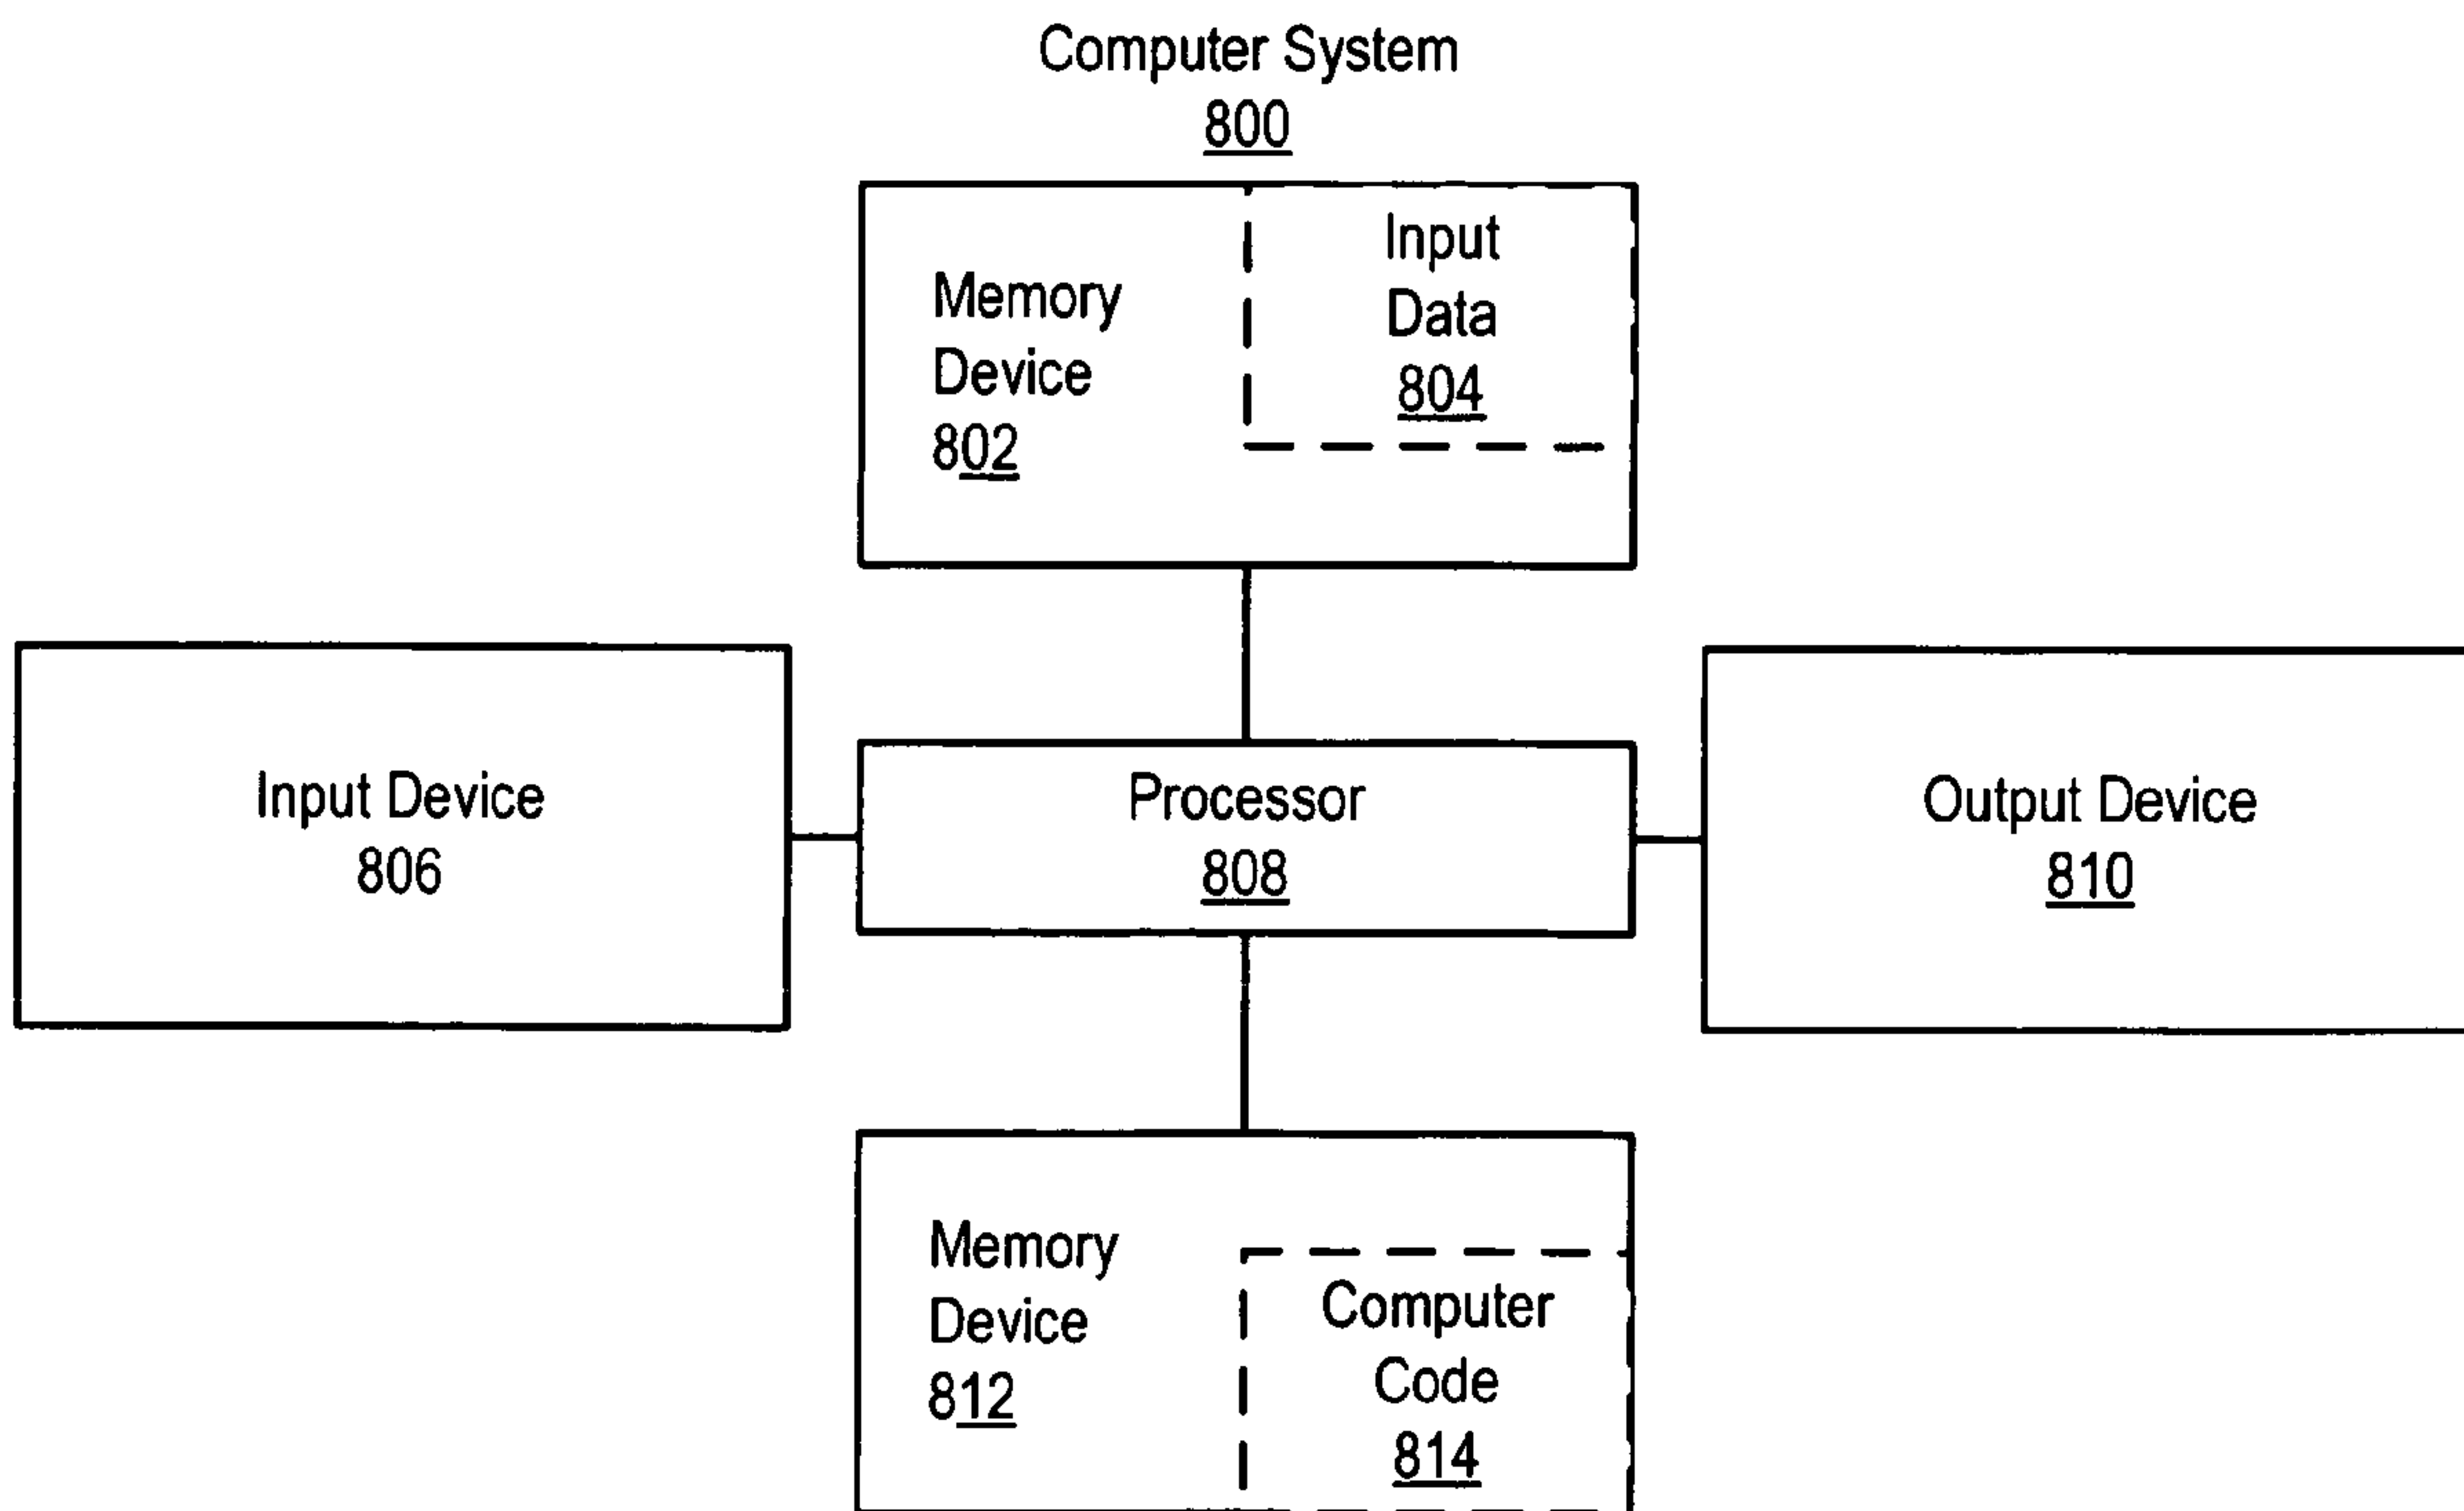 Computer System
800
Memory
Device
802
Input
Data
804
Input Device
806
Processor
808
Output Device
810
Memory
Device
812
Computer
Code
814